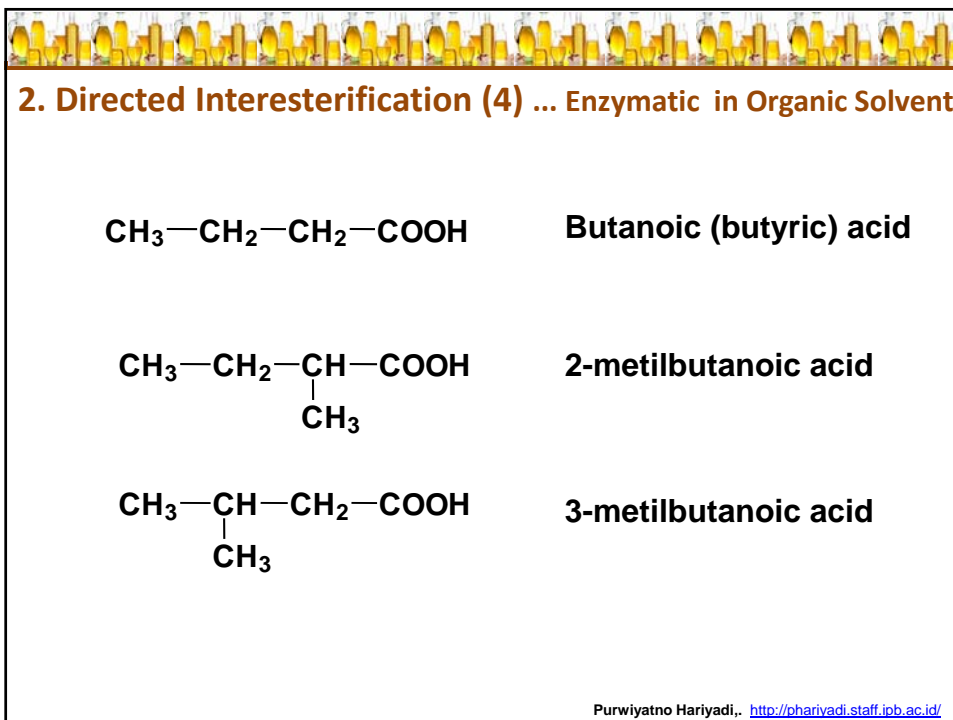 2. Directed Interesterification (4) ... Enzymatic in Organic Solvent
CH₃—CH₂—CH₂—COOH Butanoic (butyric) acid
CH₃—CH₂—CH—COOH 2-metilbutanoic acid
CH₃
CH₃—CH—CH₂—COOH 3-metilbutanoic acid
CH₃
Purwiyatno Hariyadi,. http://phariyadi.staff.ipb.ac.id/